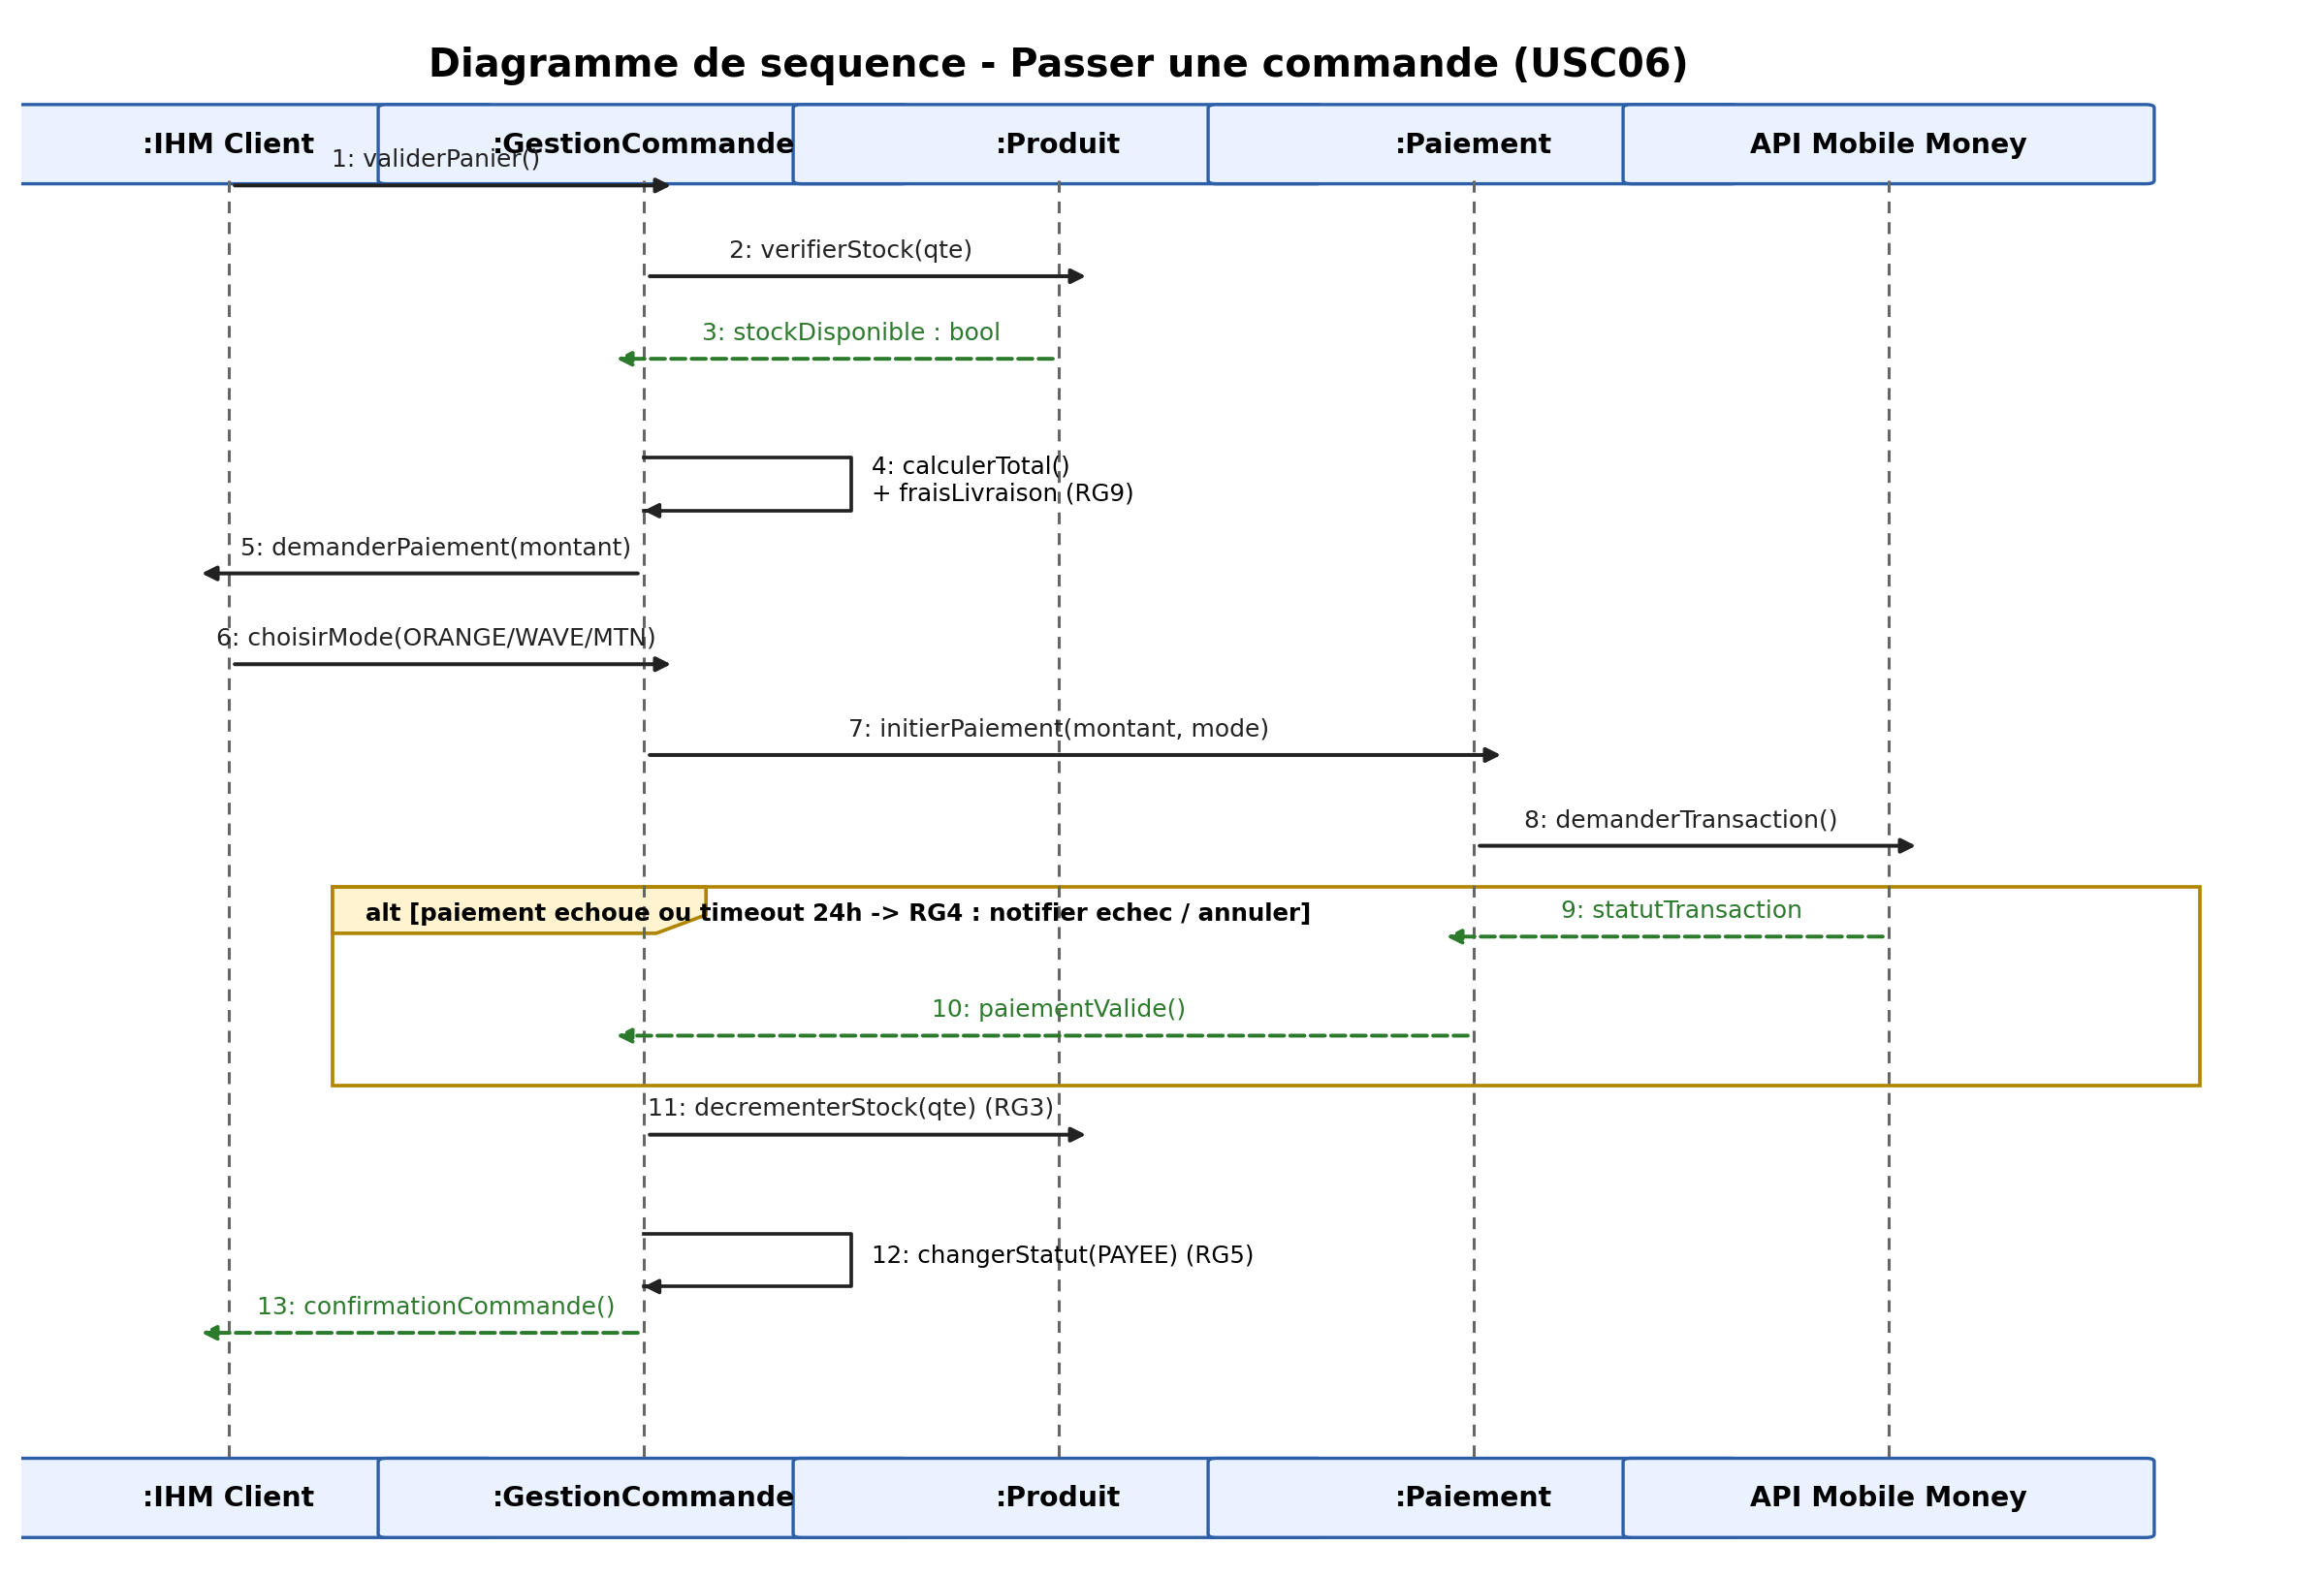 Diagramme de sequence - Passer une commande (USC06)
:IHM Client
:GestionCommande
:Produit
:Paiement
API Mobile Money
1: validerPanier()
2: verifierStock(qte)
3: stockDisponible : bool
4: calculerTotal()
+ fraisLivraison (RG9)
5: demanderPaiement(montant)
6: choisirMode(ORANGE/WAVE/MTN)
7: initierPaiement(montant, mode)
8: demanderTransaction()
alt [paiement echoue ou timeout 24h -> RG4 : notifier echec / annuler]
9: statutTransaction
10: paiementValide()
11: decrementerStock(qte) (RG3)
12: changerStatut(PAYEE) (RG5)
13: confirmationCommande()
:IHM Client
:GestionCommande
:Produit
:Paiement
API Mobile Money